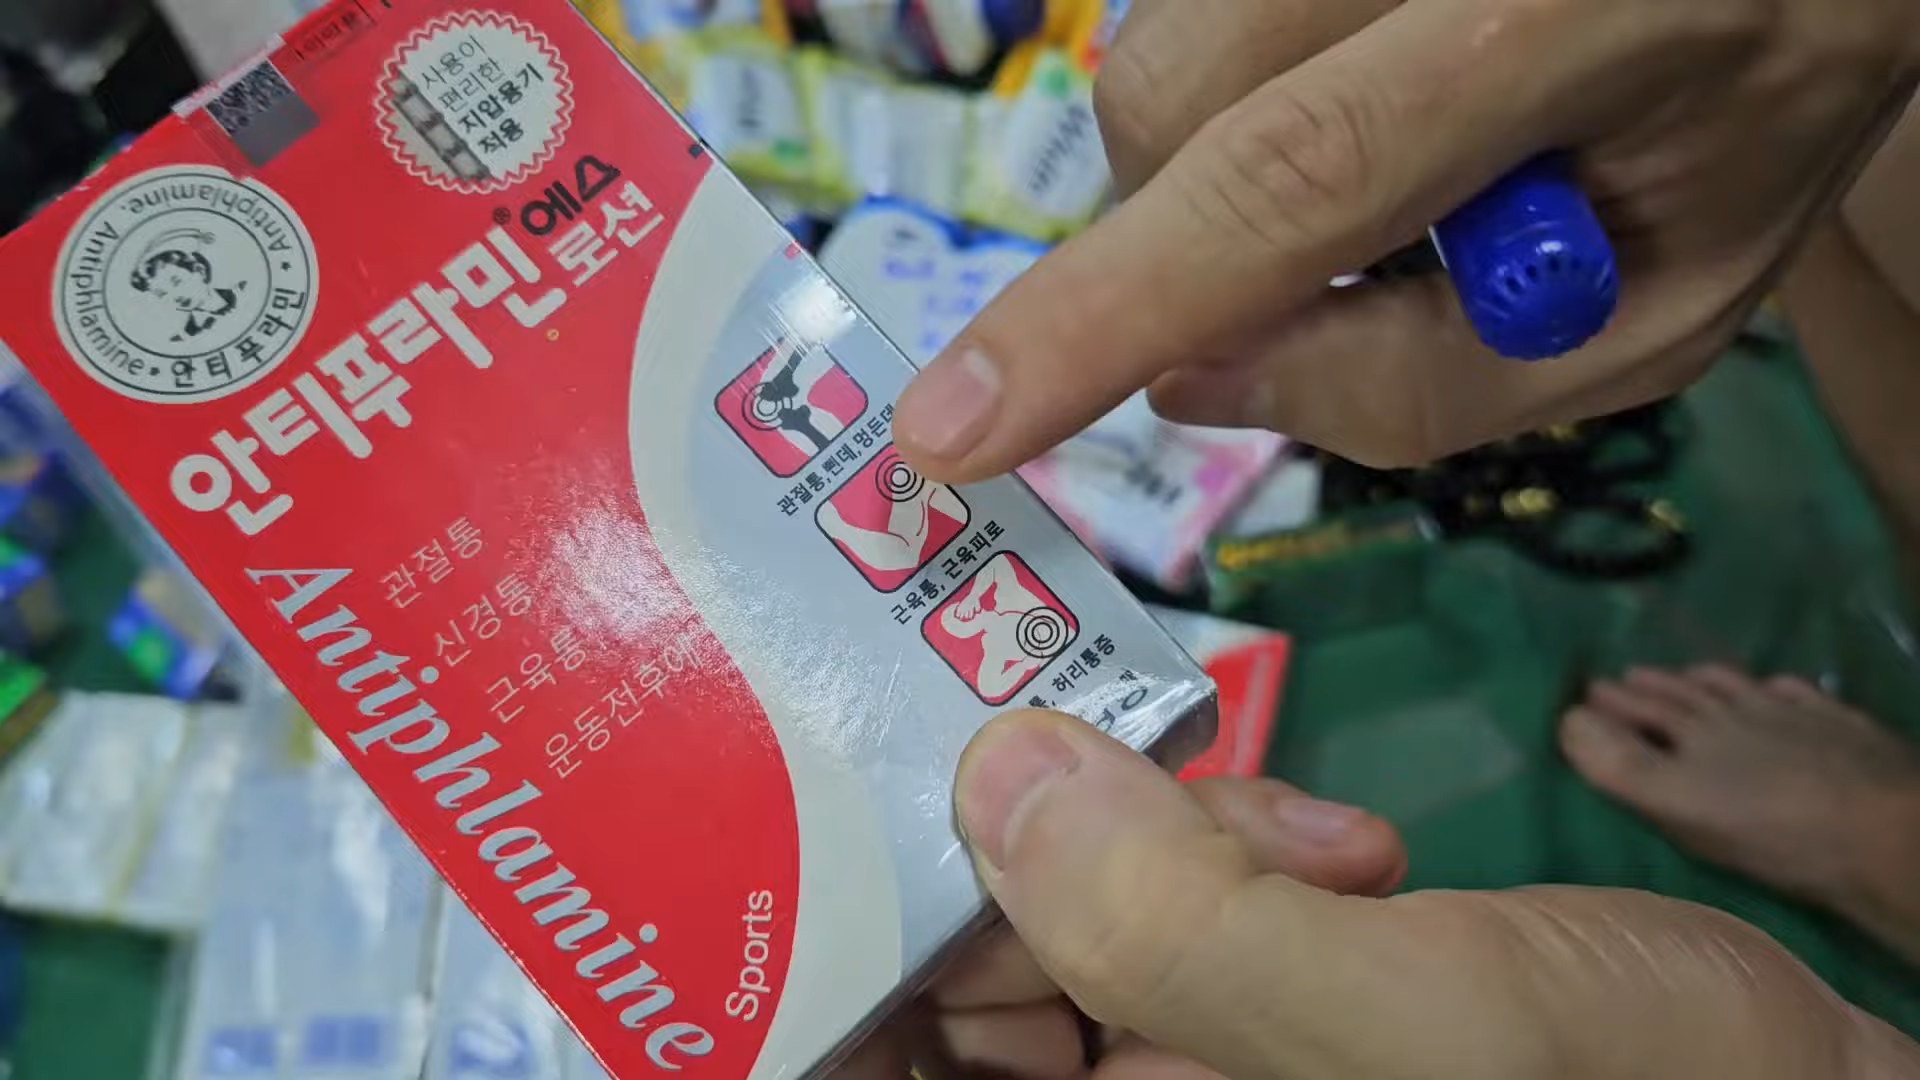 사용이
편리한
지압용기
적용
Antiphlamine. Antiphlamine • 안티푸라민 •
안티푸라민® 에스
로션
관절통
신경통
근육통
운동전후에
Antiphlamine
Sports
관절통, 삔데, 멍든데
근육통, 근육피로
허리통증